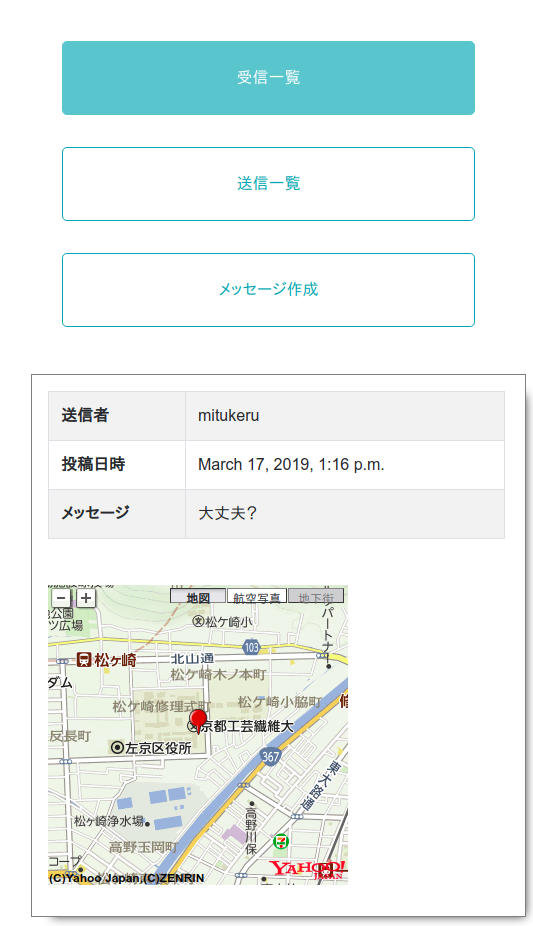 受信一覧
送信一覧
メッセージ作成
送信者 mitukeru
投稿日時 March 17, 2019, 1:16 p.m.
メッセージ 大丈夫？
− + 地図 航空写真 地下街
公園
ツ広場
松ケ崎小
パートナー
103
松ヶ崎
北山通
松ケ崎木ノ本町
ダム
松ケ崎修理式町
松ケ崎小脇町
京都工芸繊維大
反長町
左京区役所
367
東大路通
松ヶ崎浄水場
高野川保
高野玉岡町
コープ
YAHOO!
JAPAN
(C)Yahoo Japan,(C)ZENRIN